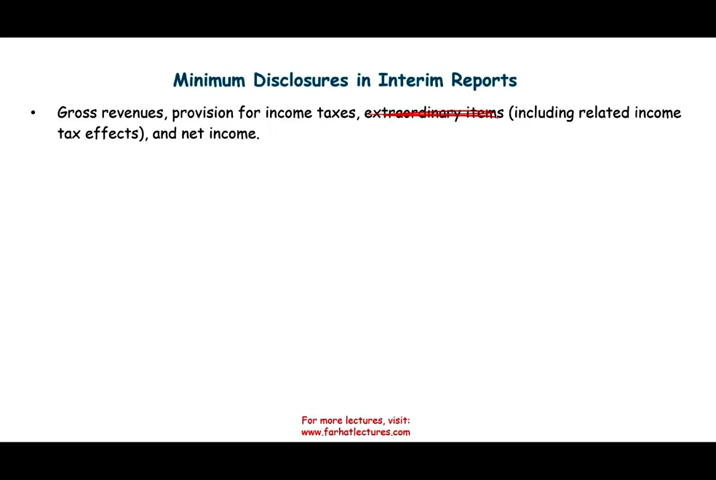 Minimum Disclosures in Interim Reports
• Gross revenues, provision for income taxes, extraordinary items (including related income
tax effects), and net income.
For more lectures, visit:
www.farhatlectures.com